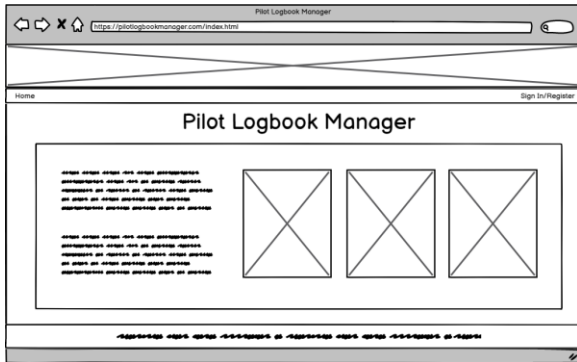 Pilot Logbook Manager
https://pilotlogbookmanager.com/index.html
Home Sign In/Register
Pilot Logbook Manager